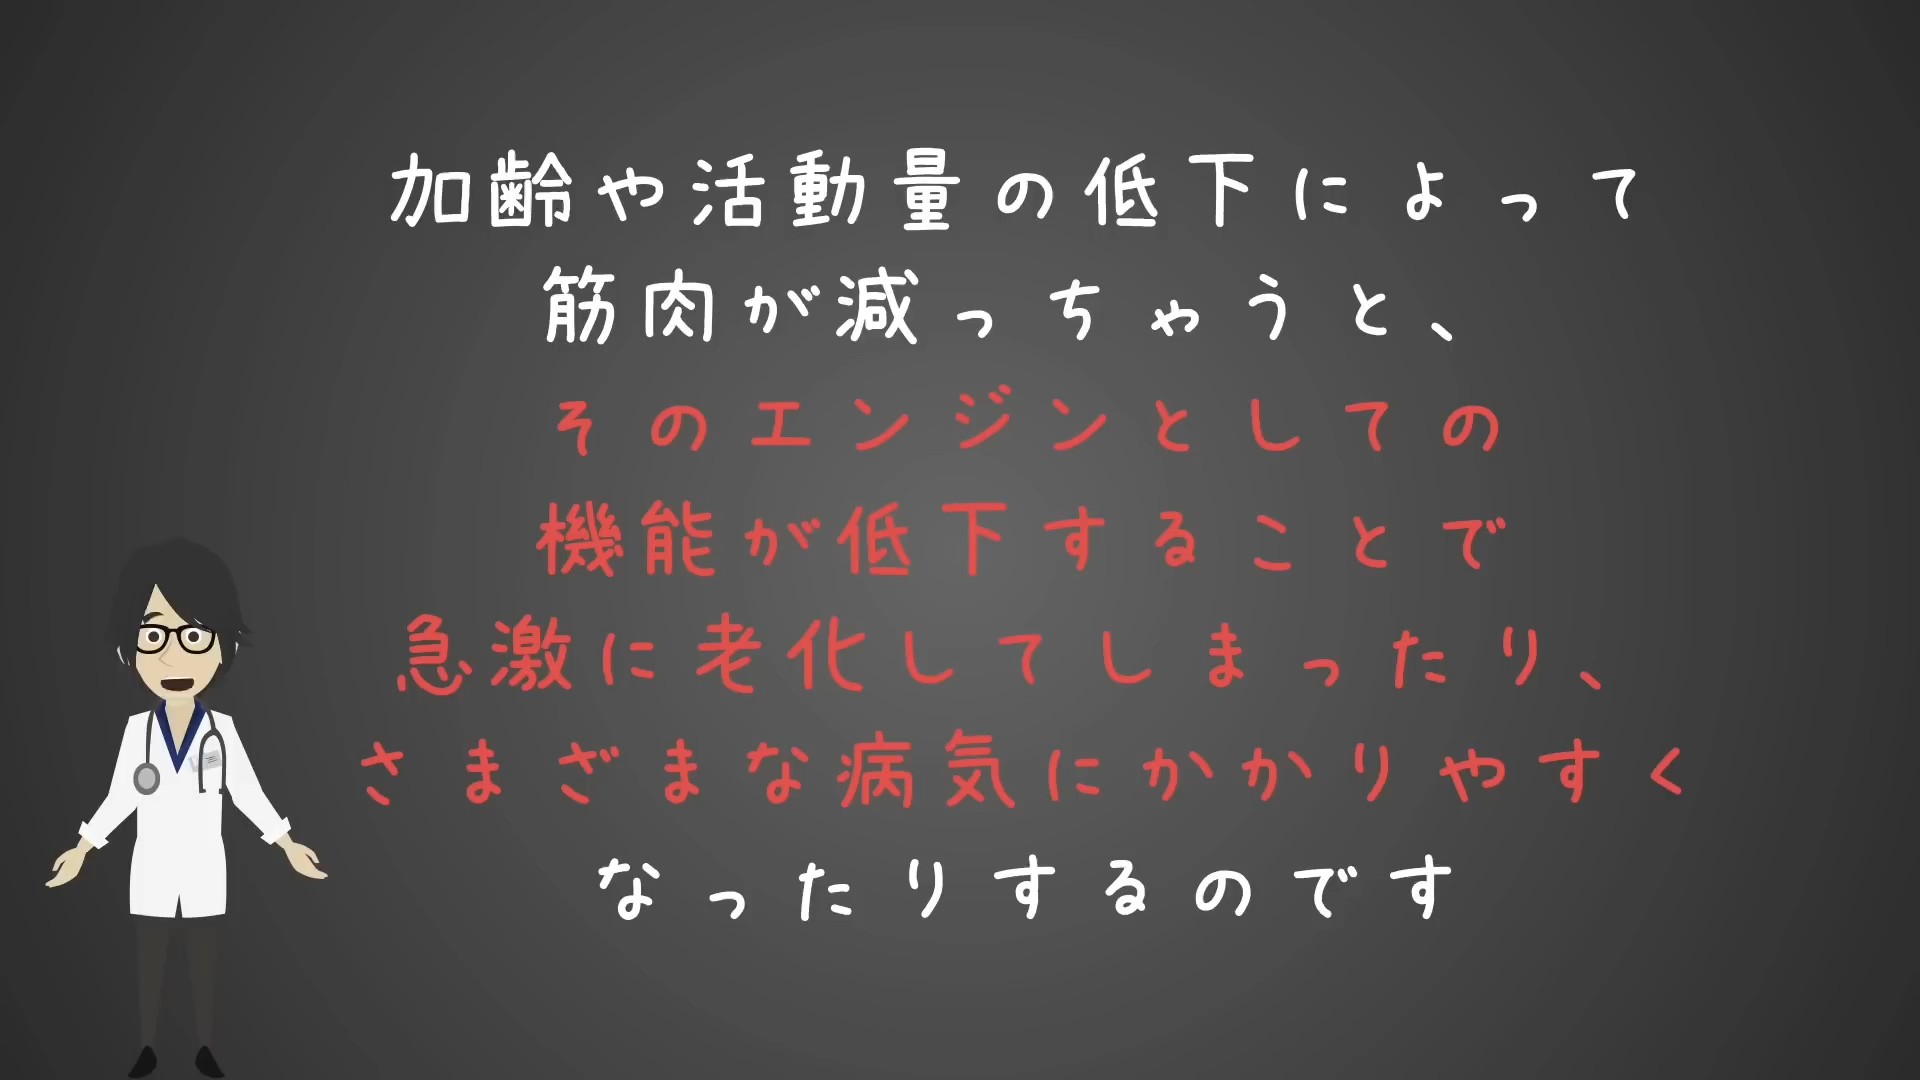 加齢や活動量の低下によって
筋肉が減っちゃうと、
そのエンジンとしての
機能が低下することで
急激に老化してしまったり、
さまざまな病気にかかりやすく
なったりするのです